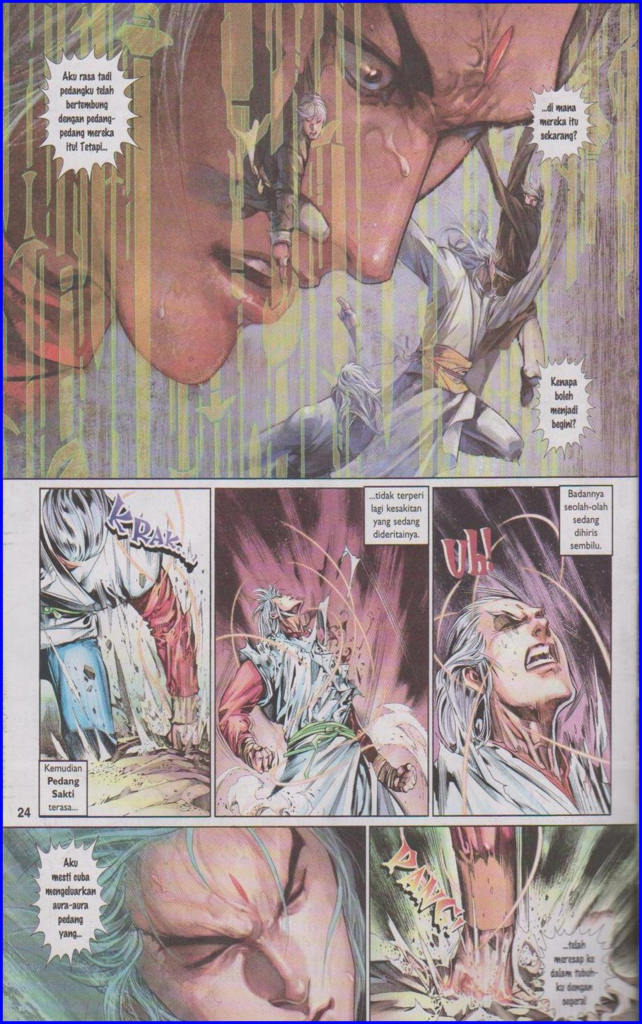 Aku rasa tadi
pedangku telah
bertembung
dengan pedang-
pedang mereka
itu! Tetapi...
...di mana
mereka itu
sekarang?
Kenapa
boleh
menjadi
begini?
KRAK...
Kemudian
Pedang
Sakti
terasa...
...tidak terperi
lagi kesakitan
yang sedang
dideritainya.
Uh!
Badannya
seolah-olah
sedang
dihiris
sembilu.
24
Aku
mesti cuba
mengeluarkan
aura-aura
pedang
yang...
PANG!
...telah
meresap ke
dalam tubuh-
ku dengan
segera!